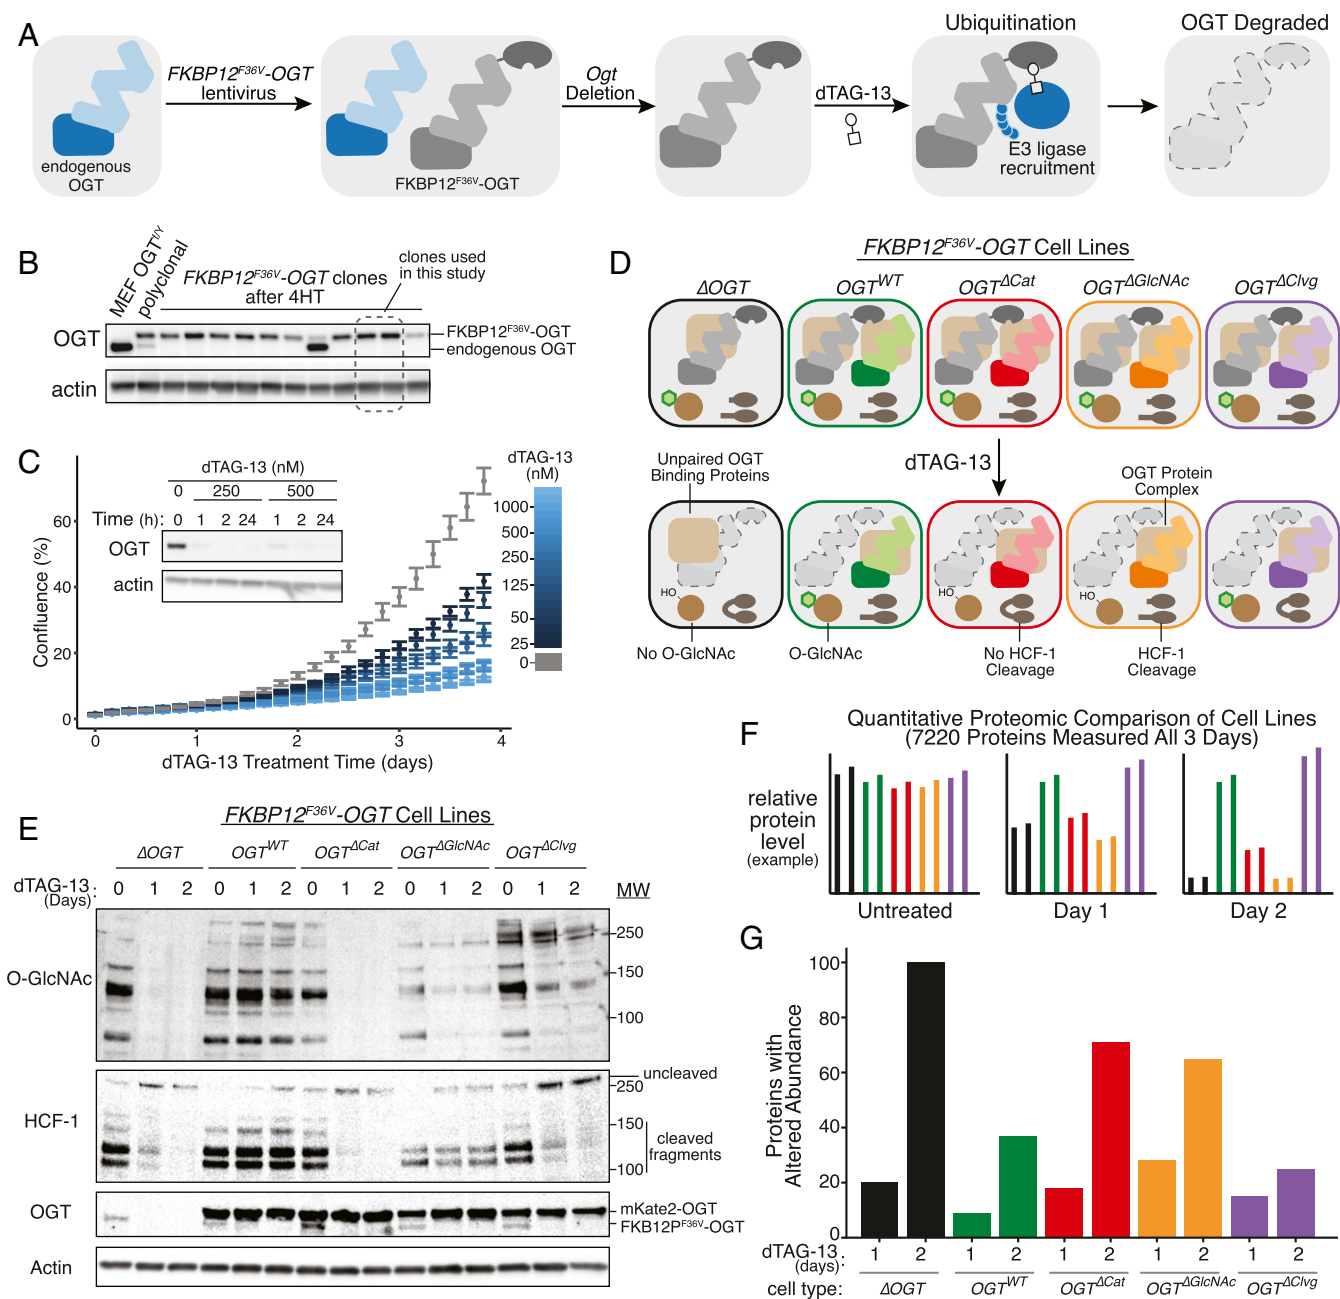 A
endogenous
OGT
FKBP12F36V-OGT
lentivirus
FKBP12F36V-OGT
Ogt
Deletion
dTAG-13
Ubiquitination
E3 ligase
recruitment
OGT Degraded
B
MEF OGTf/Y
polyclonal
FKBP12F36V-OGT clones
after 4HT
clones used
in this study
OGT
FKBP12F36V-OGT
endogenous OGT
actin
C
dTAG-13 (nM)
0 250 500
Time (h): 0 1 2 24 1 2 24
OGT
actin
dTAG-13
(nM)
1000
500
250
125
50
25
0
Confluence (%)
60
40
20
0
0 1 2 3 4
dTAG-13 Treatment Time (days)
D
FKBP12F36V-OGT Cell Lines
ΔOGT OGTWT OGTΔCat OGTΔGlcNAc OGTΔClvg
dTAG-13
Unpaired OGT
Binding Proteins
OGT Protein
Complex
HO
HO
HO
No O-GlcNAc
O-GlcNAc
No HCF-1
Cleavage
HCF-1
Cleavage
E
FKBP12F36V-OGT Cell Lines
ΔOGT OGTWT OGTΔCat OGTΔGlcNAc OGTΔClvg
dTAG-13 :
(Days)
0 1 2 0 1 2 0 1 2 0 1 2 0 1 2
MW
O-GlcNAc
250
150
100
HCF-1
uncleaved
250
150
cleaved
fragments
100
OGT
mKate2-OGT
FKB12PF36V-OGT
Actin
F
Quantitative Proteomic Comparison of Cell Lines
(7220 Proteins Measured All 3 Days)
relative
protein
level
(example)
Untreated
Day 1
Day 2
G
Proteins with
Altered Abundance
100
80
60
40
20
0
dTAG-13 :
(days)
1 2 1 2 1 2 1 2 1 2
cell type: ΔOGT OGTWT OGTΔCat OGTΔGlcNAc OGTΔClvg